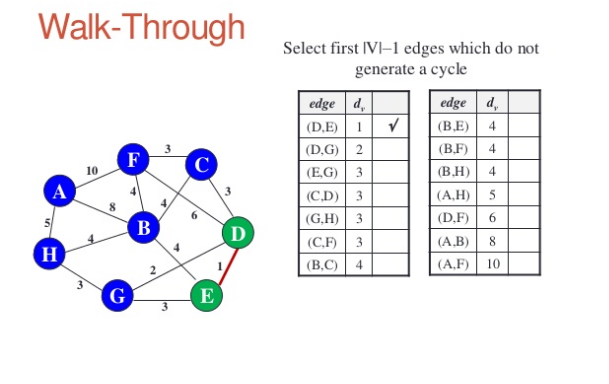 Walk-Through
Select first |V|–1 edges which do not
generate a cycle
edge dv
(D,E) 1 √
(D,G) 2
(E,G) 3
(C,D) 3
(G,H) 3
(C,F) 3
(B,C) 4
edge dv
(B,E) 4
(B,F) 4
(B,H) 4
(A,H) 5
(D,F) 6
(A,B) 8
(A,F) 10
3
F
C
10
A
4
3
8
4
6
5
B
D
4
4
H
2
1
3
G
E
3